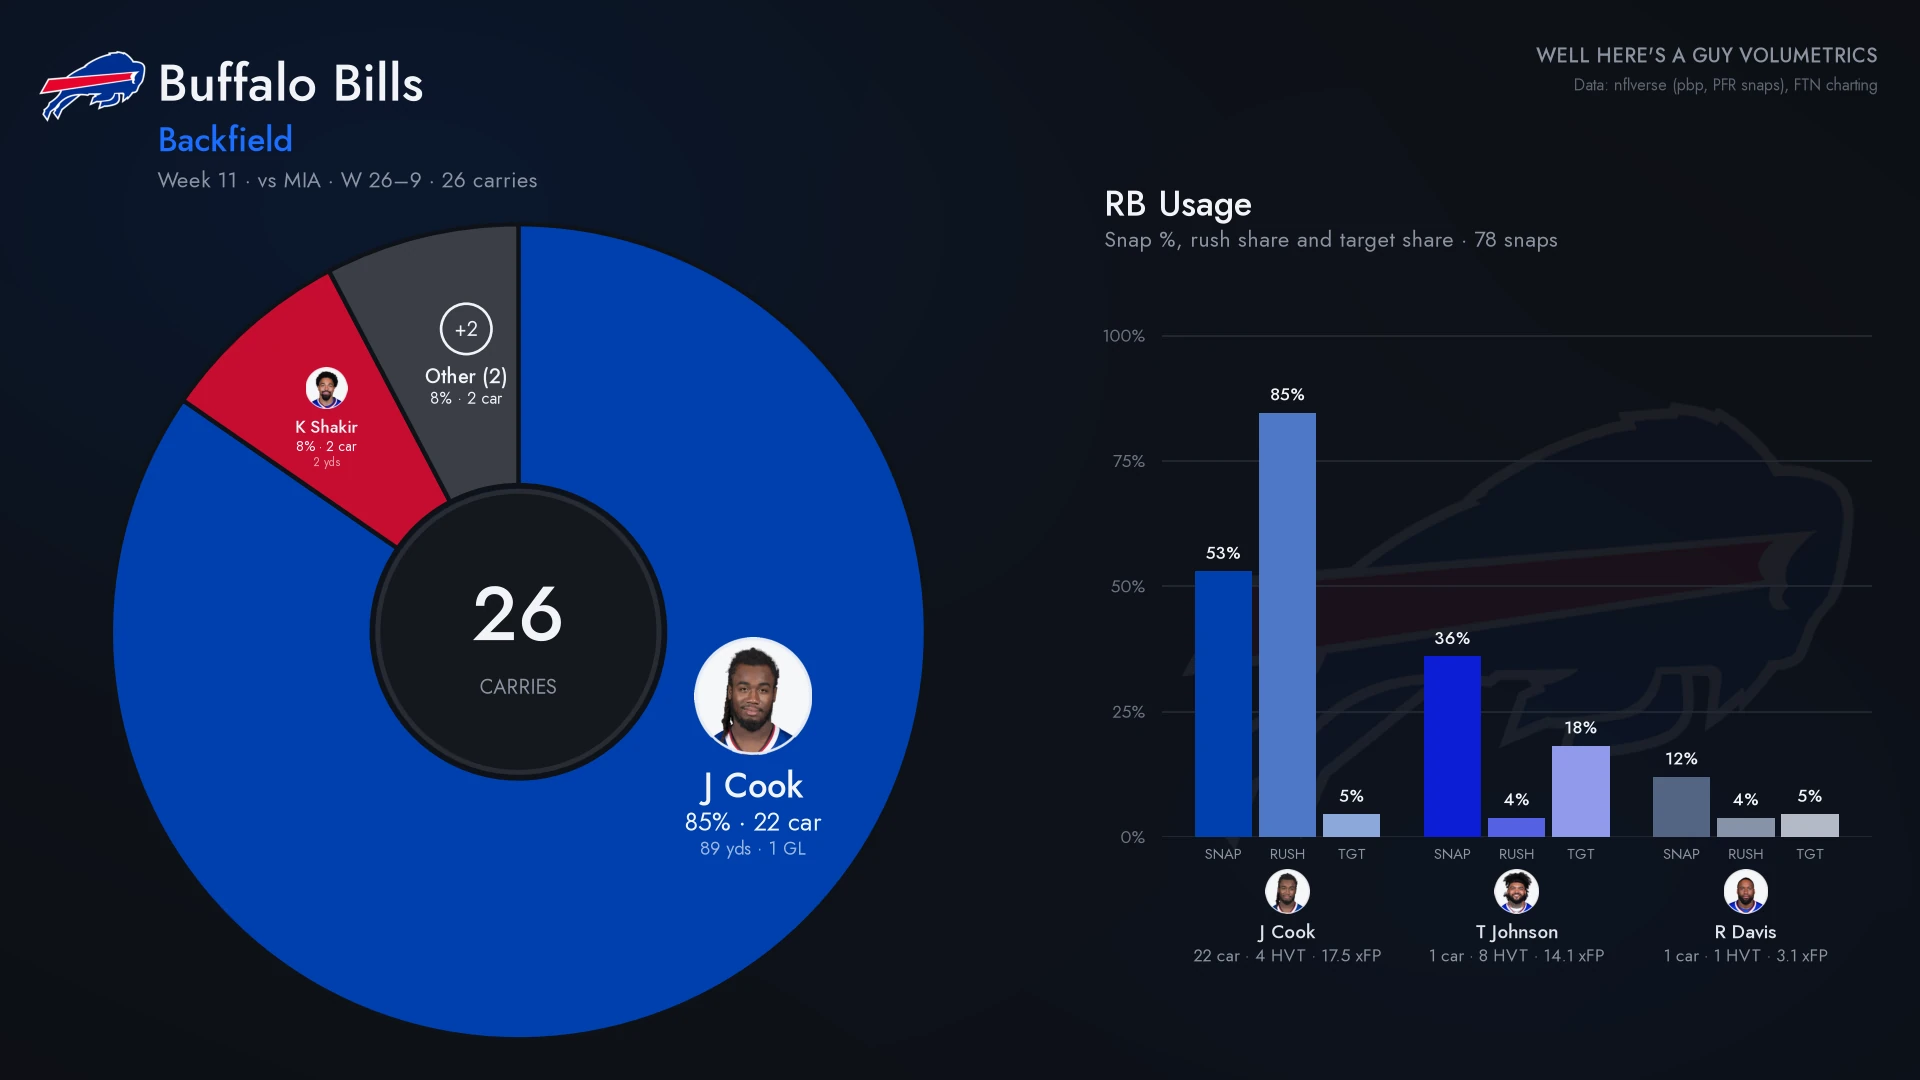 Buffalo Bills
Backfield
Week 11 · vs MIA · W 26–9 · 26 carries
WELL HERE'S A GUY VOLUMETRICS
Data: nflverse (pbp, PFR snaps), FTN charting
+2
Other (2)
8% · 2 car
K Shakir
8% · 2 car
2 yds
26
CARRIES
J Cook
85% · 22 car
89 yds · 1 GL
RB Usage
Snap %, rush share and target share · 78 snaps
100%
75%
50%
25%
0%
53%
85%
5%
36%
4%
18%
12%
4%
5%
SNAP RUSH TGT SNAP RUSH TGT SNAP RUSH TGT
J Cook
22 car · 4 HVT · 17.5 xFP
T Johnson
1 car · 8 HVT · 14.1 xFP
R Davis
1 car · 1 HVT · 3.1 xFP